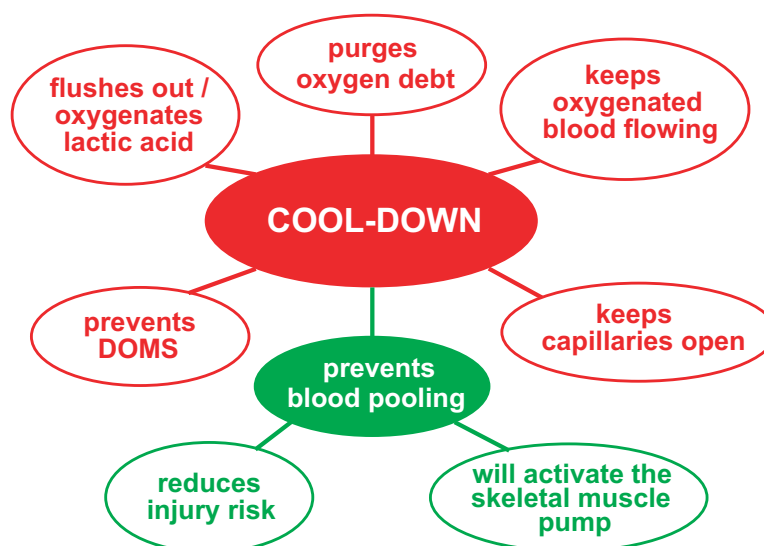 purges
oxygen debt
flushes out /
oxygenates
lactic acid
keeps
oxygenated
blood flowing
COOL-DOWN
prevents
DOMS
keeps
capillaries open
prevents
blood pooling
reduces
injury risk
will activate the
skeletal muscle
pump